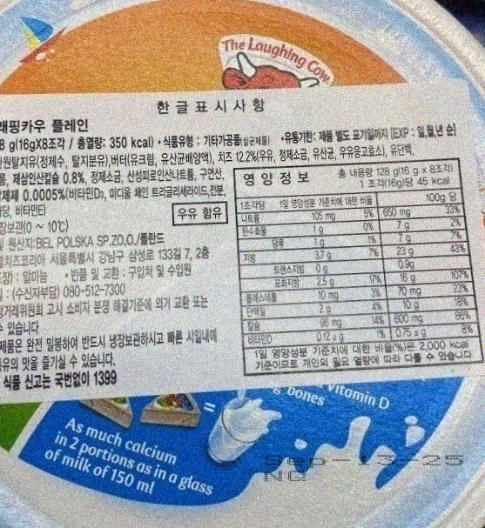 The Laughing Cow
한글표시사항
래핑카우 플레인
8 g(16gX8조각 / 총열량: 350 kcal) • 식품유형 : 기타가공품(살균제품) •유통기한: 제품 별도 표기일까지 [EXP : 일,월,년 순]
원탈지유(정제수, 탈지분유),버터(유크림, 유산균배양액), 치즈 12.2%(우유, 정제소금, 유산균, 우유응고효소), 유단백,
제삼인산칼슘 0.8%, 정제소금, 산성피로인산나트륨, 구연산,
제제 0.0005%(비타민D₃, 미디움 체인 트리글리세라이드, 전분
당, 비타민E)
우유 함유
장보관(0 ~ 10℃)
및 원산지:BEL POLSKA SP.ZO.O./폴란드
치즈코리아 서울특별시 강남구 삼성로 133길 7, 2층
장) : 알미늄 • 반품 및 교환 : 구입처 및 수입원
: (수신자부담) 080-512-7300
정거래위원회 고시 소비자 분쟁 해결기준에 의거 교환 또는
수 있습니다
제품은 완전 밀봉하여 반드시 냉장보관하시고 빠른 시일내에
유의 맛을 즐기실 수 있습니다.
식품 신고는 국번없이 1399
영양정보
총 내용량 128 g(16 g x 8조각)
1 조각(16g)당 45 kcal
1조각당 1일 영양성분 기준치에 대한 비율 100g 당
나트륨 105 mg 5% 650 mg 33%
탄수화물 1 g 0% 7 g 2%
당류 1 g 1% 7 g 7%
지방 3.7 g 7% 23 g 43%
트랜스지방 0 g 0.9g
포화지방 2.5 g 17% 16 g 107%
콜레스테롤 10 mg 3% 70 mg 23%
단백질 2 g 4% 10 g 18%
칼슘 96 mg 14% 600 mg 86%
비타민D 0.12 g 1% 0.75 g 8%
1일 영양성분 기준치에 대한 비율(%)은 2,000 kcal
기준이므로 개인의 필요 열량에 따라 다를 수 있습니다
Vitamin D
bones
As much calcium
in 2 portions as in a glass
of milk of 150 ml
=
Sep-13-25
NG